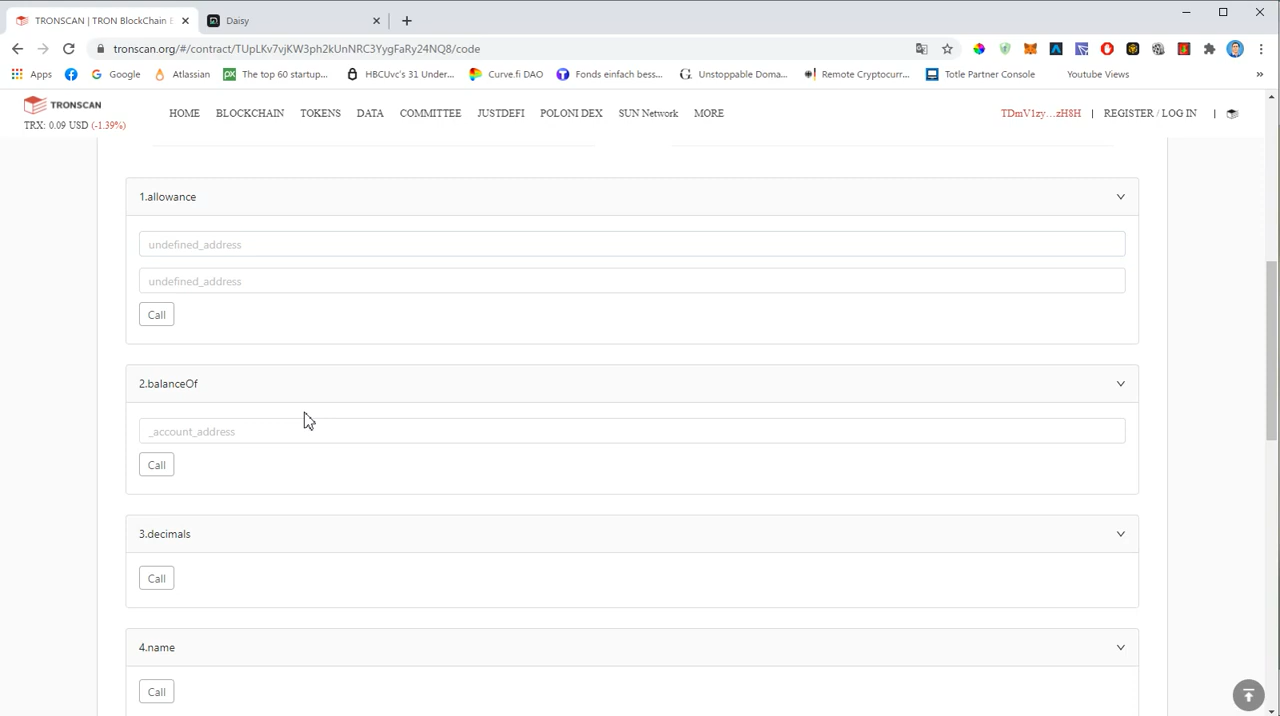 TRONSCAN | TRON BlockChain E
Daisy
tronscan.org/#/contract/TUpLKv7vjKW3ph2kUnNRC3YygFaRy24NQ8/code
Apps
Google
Atlassian
The top 60 startup...
HBCUvc's 31 Under...
Curve.fi DAO
Fonds einfach bess...
Unstoppable Doma...
Remote Cryptocurr...
Totle Partner Console
Youtube Views
»
TRONSCAN
TRX: 0.09 USD (-1.39%)
HOME
BLOCKCHAIN
TOKENS
DATA
COMMITTEE
JUSTDEFI
POLONI DEX
SUN Network
MORE
TDmV1zy...zH8H
|
REGISTER / LOG IN
|
1.allowance
undefined_address
undefined_address
Call
2.balanceOf
_account_address
Call
3.decimals
Call
4.name
Call